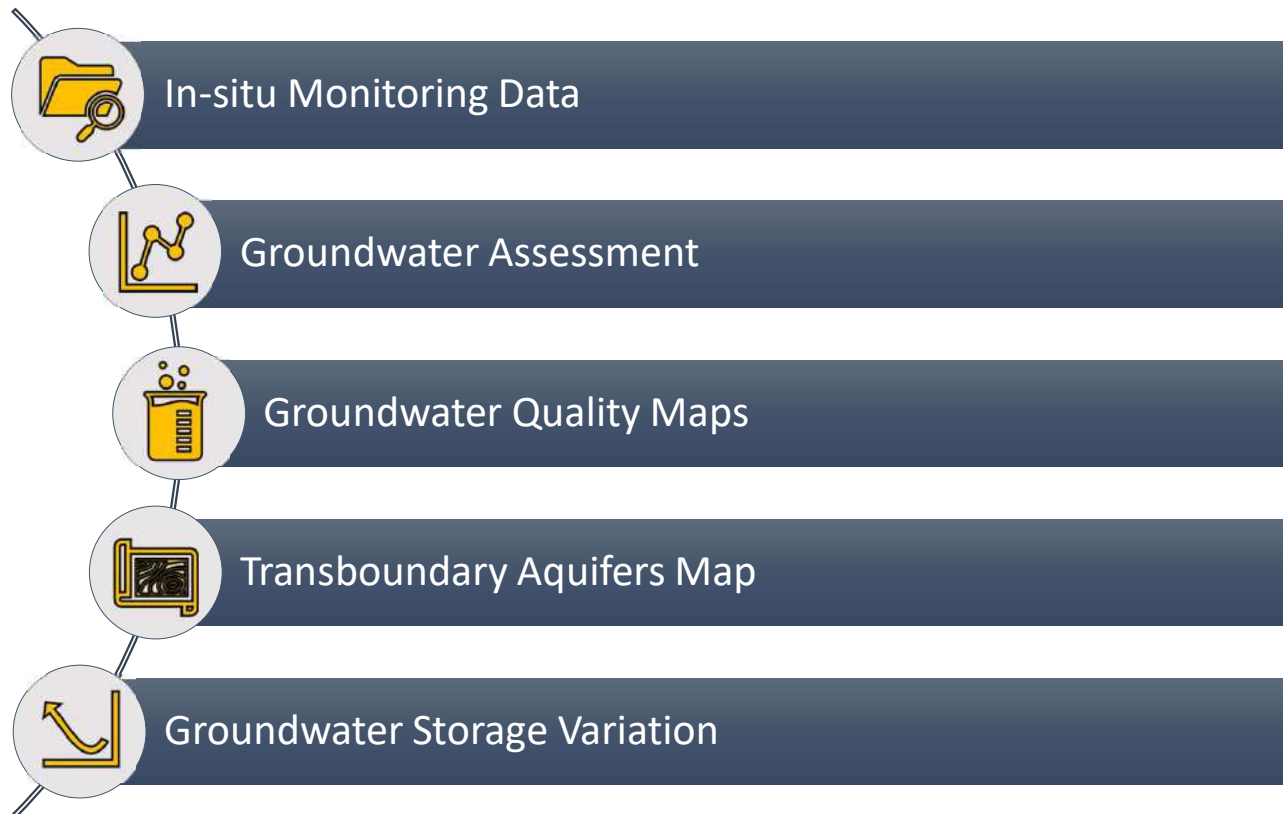 In-situ Monitoring Data
Groundwater Assessment
Groundwater Quality Maps
Transboundary Aquifers Map
Groundwater Storage Variation